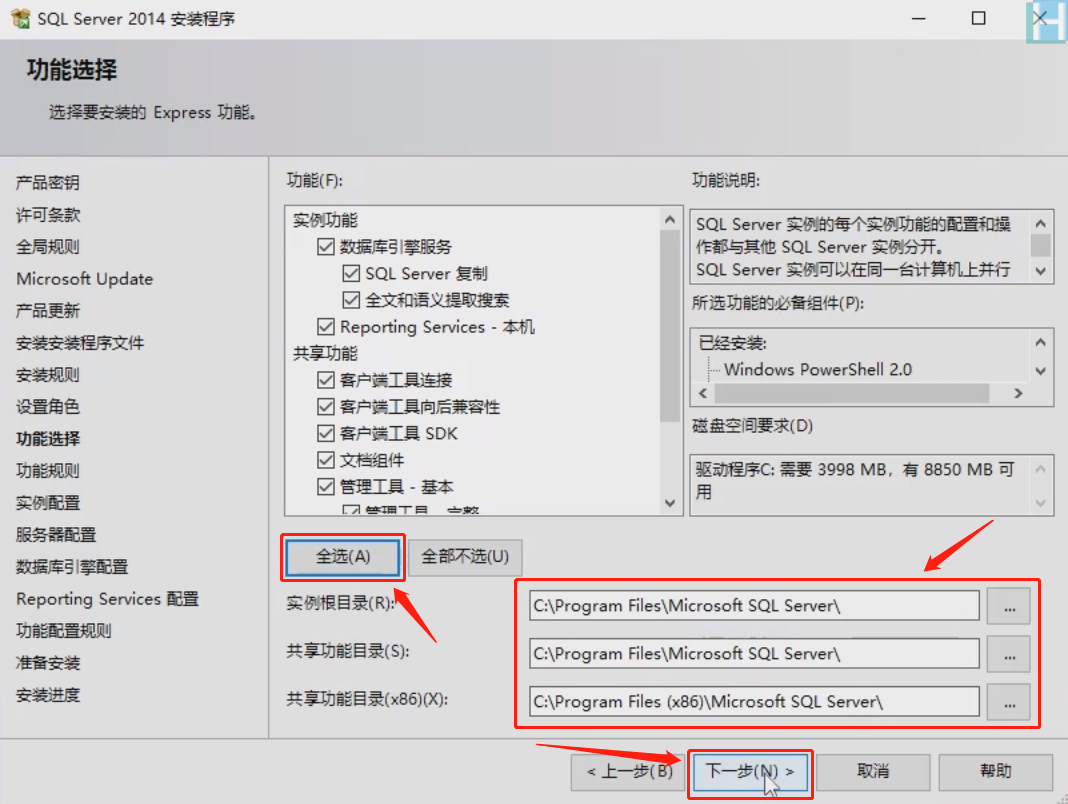 SQL Server 2014 安装程序
功能选择
选择要安装的 Express 功能。
产品密钥
许可条款
全局规则
Microsoft Update
产品更新
安装安装程序文件
安装规则
设置角色
功能选择
功能规则
实例配置
服务器配置
数据库引擎配置
Reporting Services 配置
功能配置规则
准备安装
安装进度
功能(F):
实例功能
数据库引擎服务
SQL Server 复制
全文和语义提取搜索
Reporting Services - 本机
共享功能
客户端工具连接
客户端工具向后兼容性
客户端工具 SDK
文档组件
管理工具 - 基本
管理工具 - 完整
功能说明:
SQL Server 实例的每个实例功能的配置和操
作都与其他 SQL Server 实例分开。
SQL Server 实例可以在同一台计算机上并行
所选功能的必备组件(P):
已经安装:
Windows PowerShell 2.0
磁盘空间要求(D)
驱动程序C: 需要 3998 MB，有 8850 MB 可
用
全选(A)
全部不选(U)
实例根目录(R):
C:\Program Files\Microsoft SQL Server\
...
共享功能目录(S):
C:\Program Files\Microsoft SQL Server\
...
共享功能目录(x86)(X):
C:\Program Files (x86)\Microsoft SQL Server\
...
< 上一步(B)
下一步(N) >
取消
帮助